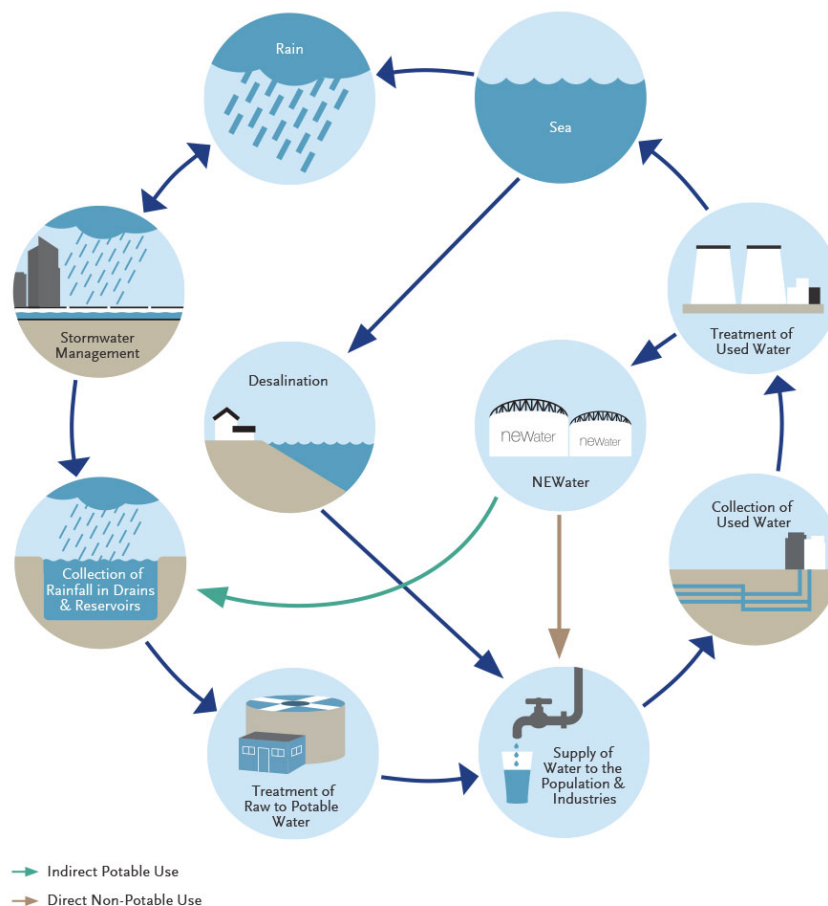 Rain
Sea
Stormwater
Management
Treatment of
Used Water
Desalination
newater
newater
NEWater
Collection of
Used Water
Collection of
Rainfall in Drains
& Reservoirs
Treatment of
Raw to Potable
Water
Supply of
Water to the
Population &
Industries
Indirect Potable Use
Direct Non-Potable Use